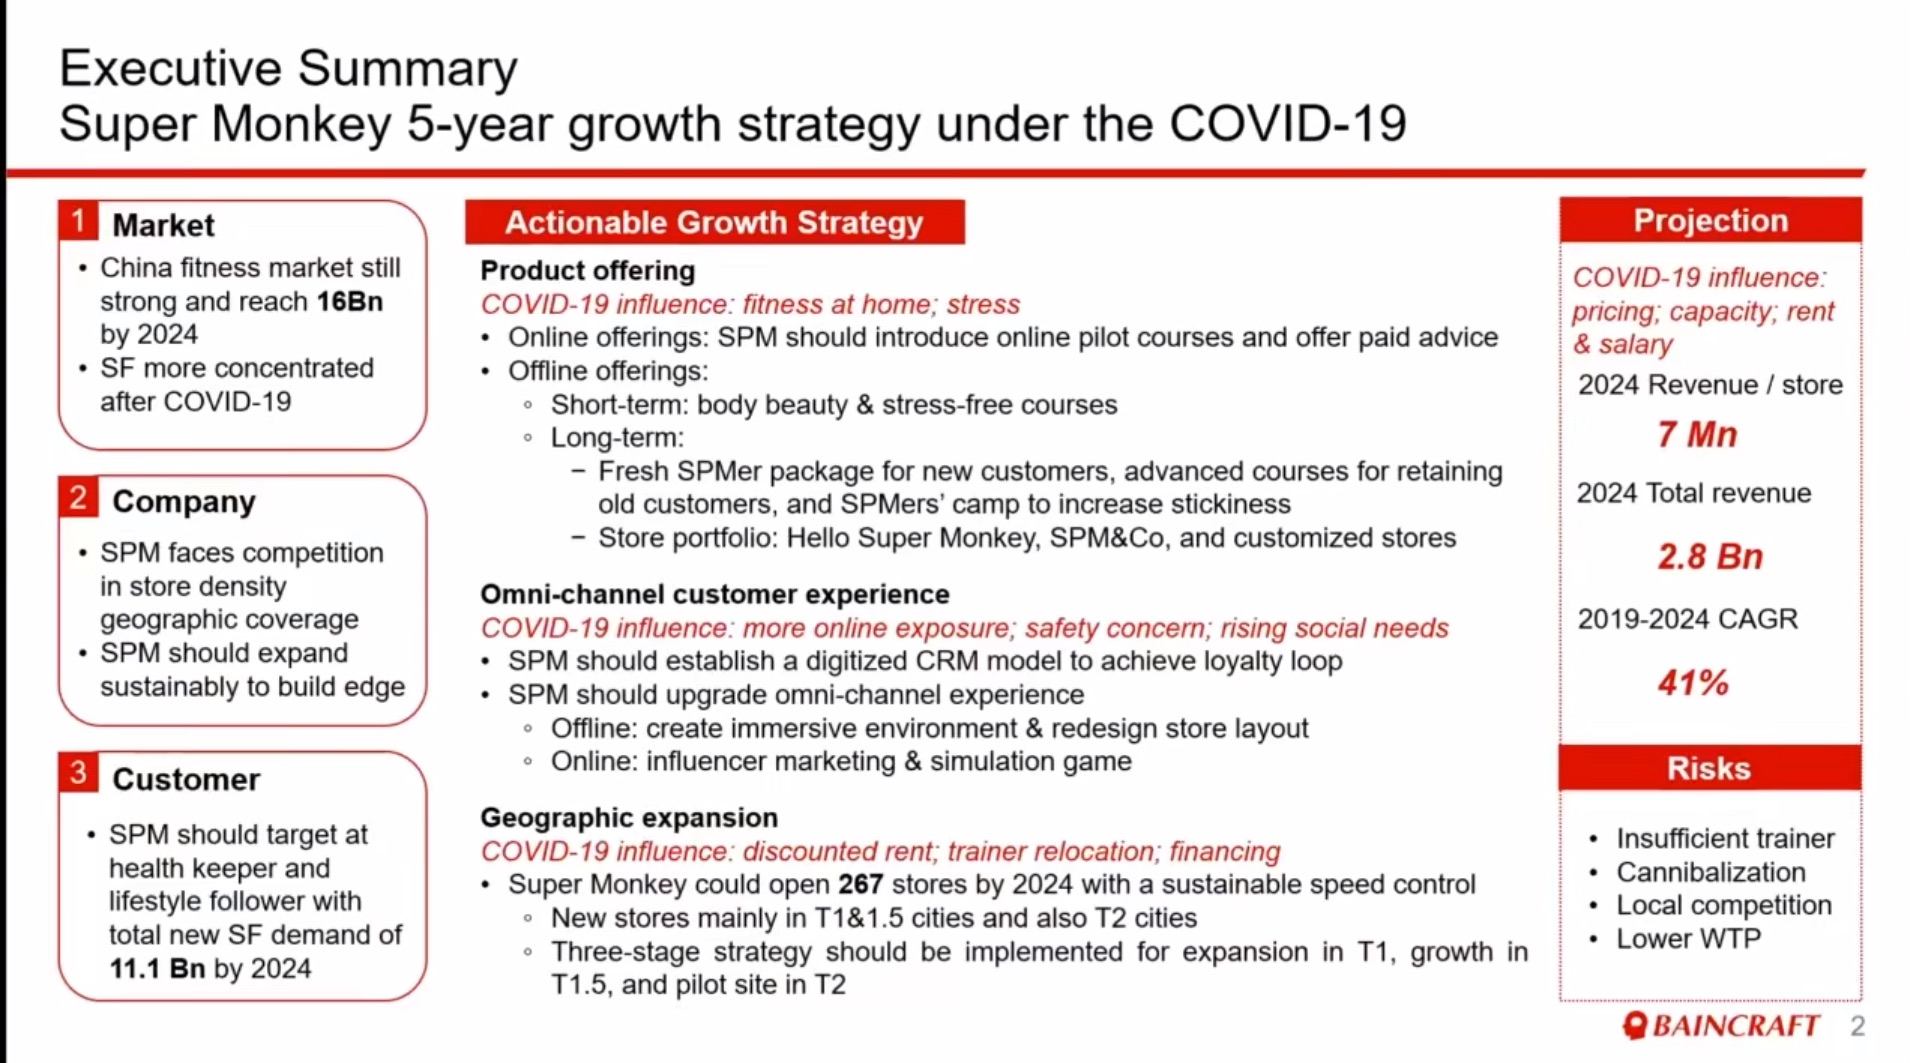 Executive Summary
Super Monkey 5-year growth strategy under the COVID-19
1 Market
• China fitness market still
strong and reach 16Bn
by 2024
• SF more concentrated
after COVID-19
2 Company
• SPM faces competition
in store density
geographic coverage
• SPM should expand
sustainably to build edge
3 Customer
• SPM should target at
health keeper and
lifestyle follower with
total new SF demand of
11.1 Bn by 2024
Actionable Growth Strategy
Product offering
COVID-19 influence: fitness at home; stress
• Online offerings: SPM should introduce online pilot courses and offer paid advice
• Offline offerings:
◦ Short-term: body beauty & stress-free courses
◦ Long-term:
− Fresh SPMer package for new customers, advanced courses for retaining
old customers, and SPMers’ camp to increase stickiness
− Store portfolio: Hello Super Monkey, SPM&Co, and customized stores
Omni-channel customer experience
COVID-19 influence: more online exposure; safety concern; rising social needs
• SPM should establish a digitized CRM model to achieve loyalty loop
• SPM should upgrade omni-channel experience
◦ Offline: create immersive environment & redesign store layout
◦ Online: influencer marketing & simulation game
Geographic expansion
COVID-19 influence: discounted rent; trainer relocation; financing
• Super Monkey could open 267 stores by 2024 with a sustainable speed control
◦ New stores mainly in T1&1.5 cities and also T2 cities
◦ Three-stage strategy should be implemented for expansion in T1, growth in
T1.5, and pilot site in T2
Projection
COVID-19 influence:
pricing; capacity; rent
& salary
2024 Revenue / store
7 Mn
2024 Total revenue
2.8 Bn
2019-2024 CAGR
41%
Risks
• Insufficient trainer
• Cannibalization
• Local competition
• Lower WTP
BAINCRAFT 2